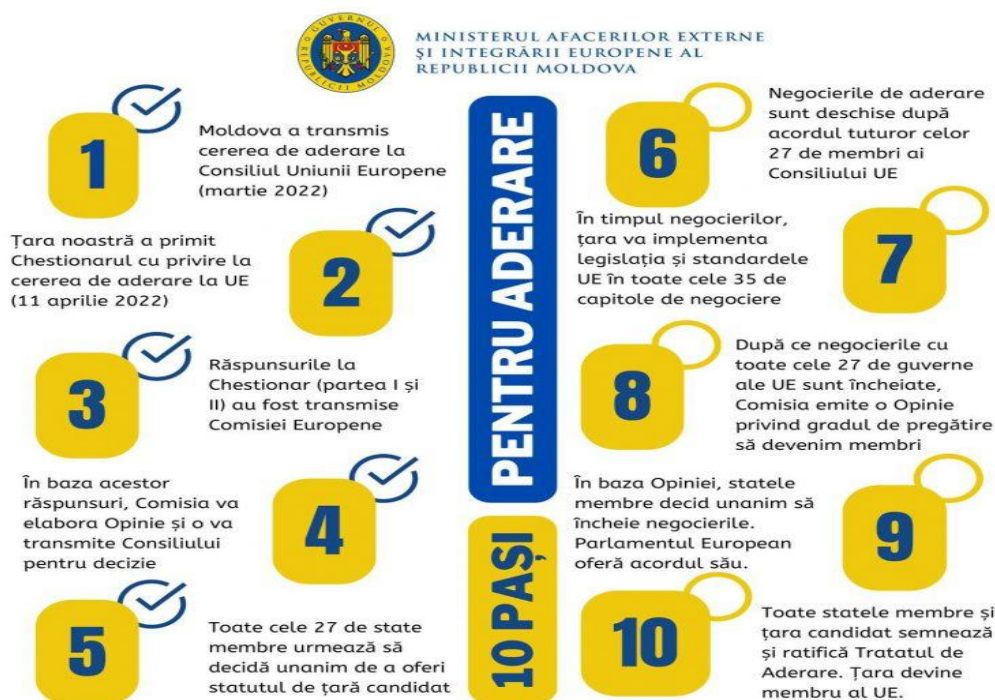 MINISTERUL AFACERILOR EXTERNE
ȘI INTEGRĂRII EUROPENE AL
REPUBLICII MOLDOVA
GUVERNUL
REPUBLICII MOLDOVA
10 PAȘI
PENTRU ADERARE
1
Moldova a transmis
cererea de aderare la
Consiliul Uniunii Europene
(martie 2022)
2
Țara noastră a primit
Chestionarul cu privire la
cererea de aderare la UE
(11 aprilie 2022)
3
Răspunsurile la
Chestionar (partea I și
II) au fost transmise
Comisiei Europene
4
În baza acestor
răspunsuri, Comisia va
elabora Opinie și o va
transmite Consiliului
pentru decizie
5
Toate cele 27 de state
membre urmează să
decidă unanim de a oferi
statutul de țară candidat
6
Negocierile de aderare
sunt deschise după
acordul tuturor celor
27 de membri ai
Consiliului UE
7
În timpul negocierilor,
țara va implementa
legislația și standardele
UE în toate cele 35 de
capitole de negociere
8
După ce negocierile cu
toate cele 27 de guverne
ale UE sunt încheiate,
Comisia emite o Opinie
privind gradul de pregătire
să devenim membri
9
În baza Opiniei, statele
membre decid unanim să
încheie negocierile.
Parlamentul European
oferă acordul său.
10
Toate statele membre și
țara candidat semnează
și ratifică Tratatul de
Aderare. Țara devine
membru al UE.